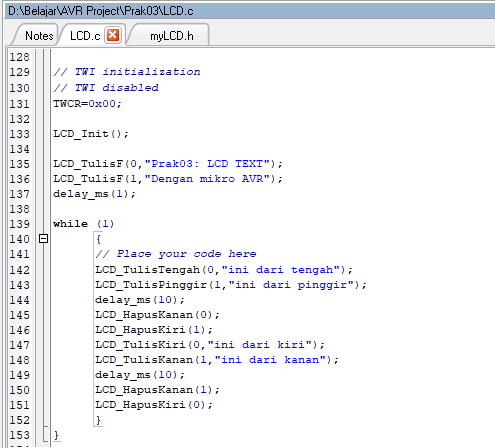 D:\Belajar\AVR Project\Prak03\LCD.c
Notes LCD.c myLCD.h
128
129 // TWI initialization
130 // TWI disabled
131 TWCR=0x00;
132
133 LCD_Init();
134
135 LCD_TulisF(0,"Prak03: LCD TEXT");
136 LCD_TulisF(1,"Dengan mikro AVR");
137 delay_ms(1);
138
139 while (1)
140 {
141 // Place your code here
142 LCD_TulisTengah(0,"ini dari tengah");
143 LCD_TulisPinggir(1,"ini dari pinggir");
144 delay_ms(10);
145 LCD_HapusKanan(0);
146 LCD_HapusKiri(1);
147 LCD_TulisKiri(0,"ini dari kiri");
148 LCD_TulisKanan(1,"ini dari kanan");
149 delay_ms(10);
150 LCD_HapusKanan(1);
151 LCD_HapusKiri(0);
152 }
153 }